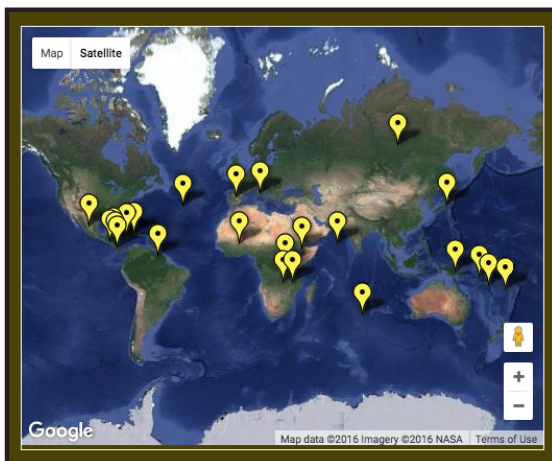 Map Satellite
+
−
Google Map data ©2016 Imagery ©2016 NASA Terms of Use